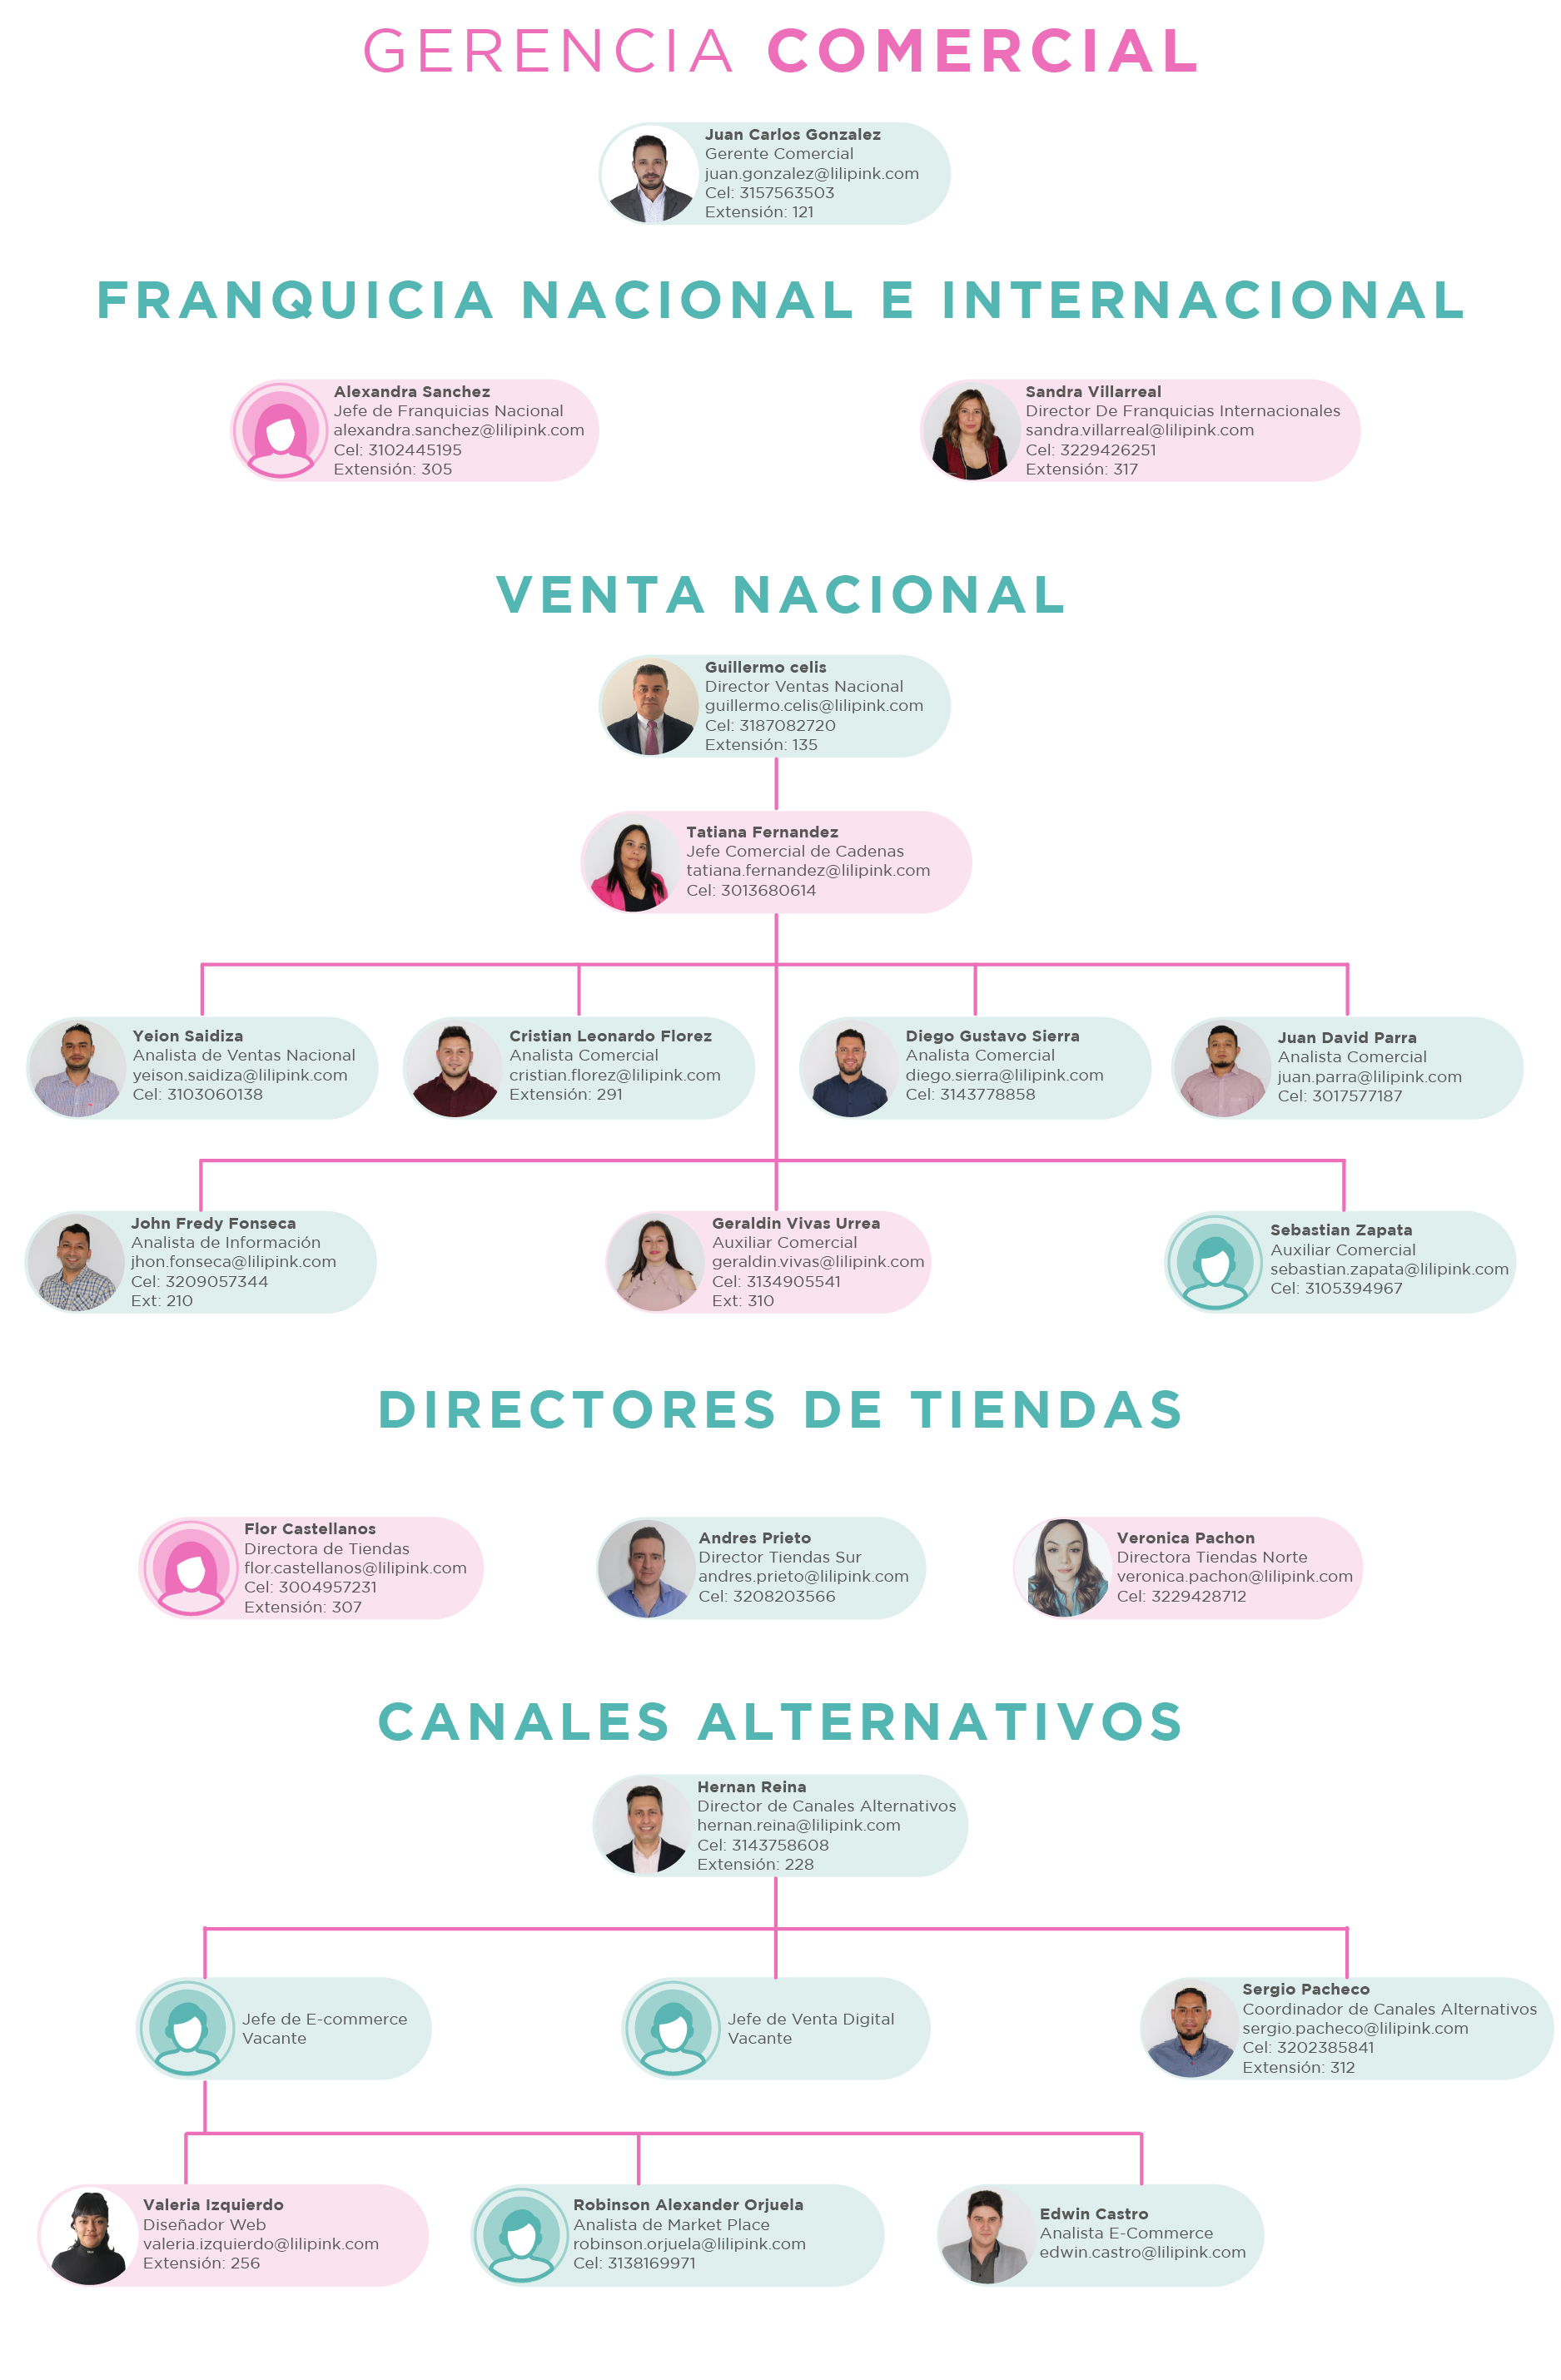 GERENCIA COMERCIAL
Juan Carlos Gonzalez
Gerente Comercial
juan.gonzalez@lilipink.com
Cel: 3157563503
Extensión: 121
FRANQUICIA NACIONAL E INTERNACIONAL
Alexandra Sanchez
Jefe de Franquicias Nacional
alexandra.sanchez@lilipink.com
Cel: 3102445195
Extensión: 305
Sandra Villarreal
Director De Franquicias Internacionales
sandra.villarreal@lilipink.com
Cel: 3229426251
Extensión: 317
VENTA NACIONAL
Guillermo celis
Director Ventas Nacional
guillermo.celis@lilipink.com
Cel: 3187082720
Extensión: 135
Tatiana Fernandez
Jefe Comercial de Cadenas
tatiana.fernandez@lilipink.com
Cel: 3013680614
Yeion Saidiza
Analista de Ventas Nacional
yeison.saidiza@lilipink.com
Cel: 3103060138
Cristian Leonardo Florez
Analista Comercial
cristian.florez@lilipink.com
Extensión: 291
Diego Gustavo Sierra
Analista Comercial
diego.sierra@lilipink.com
Cel: 3143778858
Juan David Parra
Analista Comercial
juan.parra@lilipink.com
Cel: 3017577187
John Fredy Fonseca
Analista de Información
jhon.fonseca@lilipink.com
Cel: 3209057344
Ext: 210
Geraldin Vivas Urrea
Auxiliar Comercial
geraldin.vivas@lilipink.com
Cel: 3134905541
Ext: 310
Sebastian Zapata
Auxiliar Comercial
sebastian.zapata@lilipink.com
Cel: 3105394967
DIRECTORES DE TIENDAS
Flor Castellanos
Directora de Tiendas
flor.castellanos@lilipink.com
Cel: 3004957231
Extensión: 307
Andres Prieto
Director Tiendas Sur
andres.prieto@lilipink.com
Cel: 3208203566
Veronica Pachon
Directora Tiendas Norte
veronica.pachon@lilipink.com
Cel: 3229428712
CANALES ALTERNATIVOS
Hernan Reina
Director de Canales Alternativos
hernan.reina@lilipink.com
Cel: 3143758608
Extensión: 228
Jefe de E-commerce
Vacante
Jefe de Venta Digital
Vacante
Sergio Pacheco
Coordinador de Canales Alternativos
sergio.pacheco@lilipink.com
Cel: 3202385841
Extensión: 312
Valeria Izquierdo
Diseñador Web
valeria.izquierdo@lilipink.com
Extensión: 256
Robinson Alexander Orjuela
Analista de Market Place
robinson.orjuela@lilipink.com
Cel: 3138169971
Edwin Castro
Analista E-Commerce
edwin.castro@lilipink.com